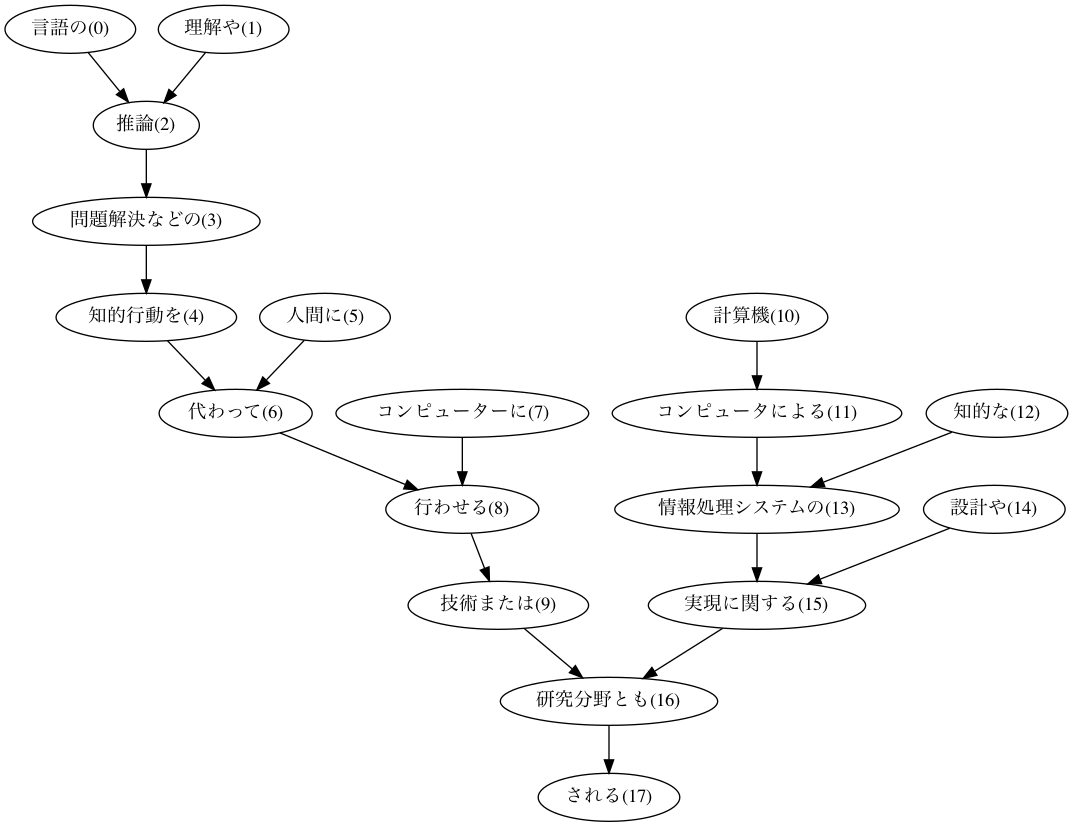 言語の(0)
理解や(1)
推論(2)
問題解決などの(3)
知的行動を(4)
人間に(5)
計算機(10)
代わって(6)
コンピューターに(7)
コンピュータによる(11)
知的な(12)
行わせる(8)
情報処理システムの(13)
設計や(14)
技術または(9)
実現に関する(15)
研究分野とも(16)
される(17)